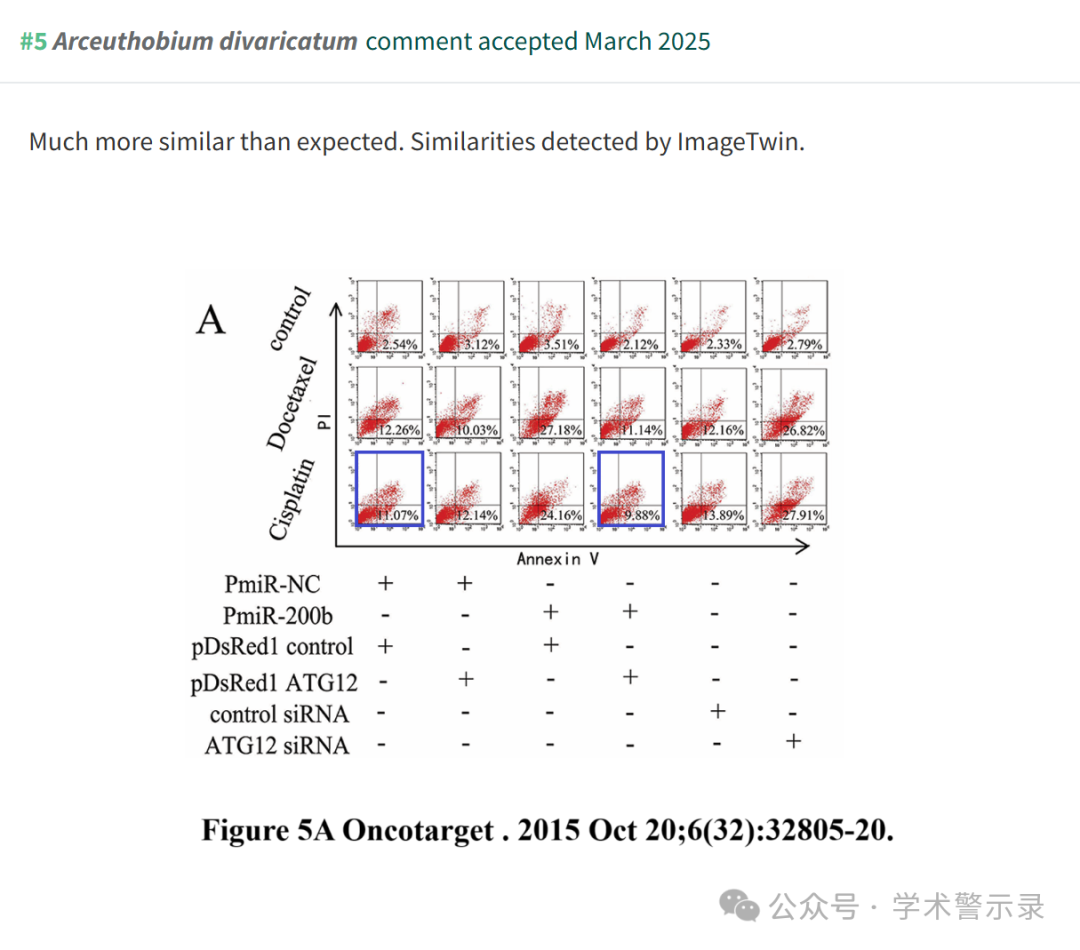 #5 Arceuthobium divaricatum comment accepted March 2025
Much more similar than expected. Similarities detected by ImageTwin.
A
control
Docetaxel
Cisplatin
PI
2.54% 3.12% 3.51% 2.12% 2.33% 2.79%
12.26% 10.03% 27.18% 11.14% 12.16% 26.82%
11.07% 12.14% 24.16% 9.88% 13.89% 27.91%
Annexin V
PmiR-NC + + - - - -
PmiR-200b - - + + - -
pDsRed1 control + - + - - -
pDsRed1 ATG12 - + - + - -
control siRNA - - - - + -
ATG12 siRNA - - - - - +
Figure 5A Oncotarget . 2015 Oct 20;6(32):32805-20.
公众号 · 学术警示录